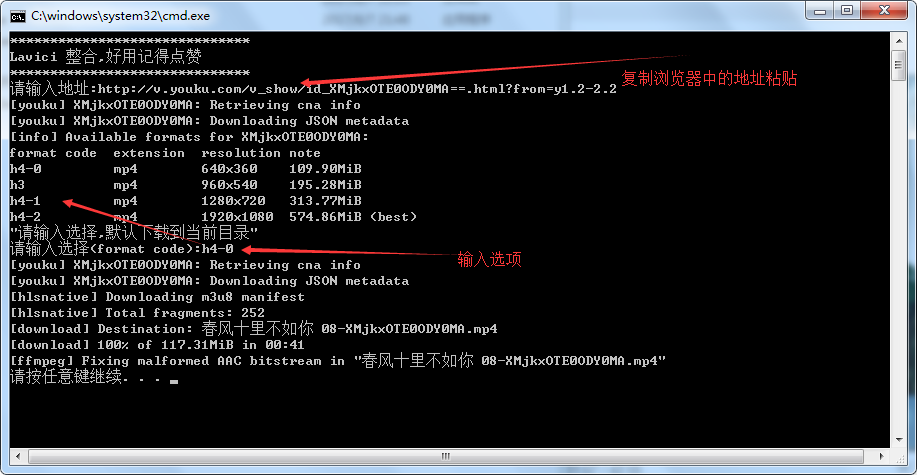 C:\windows\system32\cmd.exe
******************************
Lavici 整合,好用记得点赞
******************************
请输入地址:http://v.youku.com/v_show/id_XMjkxOTE0ODY0MA==.html?from=y1.2-2.2
复制浏览器中的地址粘贴
[youku] XMjkxOTE0ODY0MA: Retrieving cna info
[youku] XMjkxOTE0ODY0MA: Downloading JSON metadata
[info] Available formats for XMjkxOTE0ODY0MA:
format code  extension  resolution note
h4-0         mp4        640x360    109.90MiB
h3           mp4        960x540    195.28MiB
h4-1         mp4        1280x720   313.77MiB
h4-2         mp4        1920x1080  574.86MiB (best)
"请输入选择,默认下载到当前目录"
请输入选择(format code):h4-0
输入选项
[youku] XMjkxOTE0ODY0MA: Retrieving cna info
[youku] XMjkxOTE0ODY0MA: Downloading JSON metadata
[hlsnative] Downloading m3u8 manifest
[hlsnative] Total fragments: 252
[download] Destination: 春风十里不如你 08-XMjkxOTE0ODY0MA.mp4
[download] 100% of 117.31MiB in 00:41
[ffmpeg] Fixing malformed AAC bitstream in "春风十里不如你 08-XMjkxOTE0ODY0MA.mp4"
请按任意键继续. . .